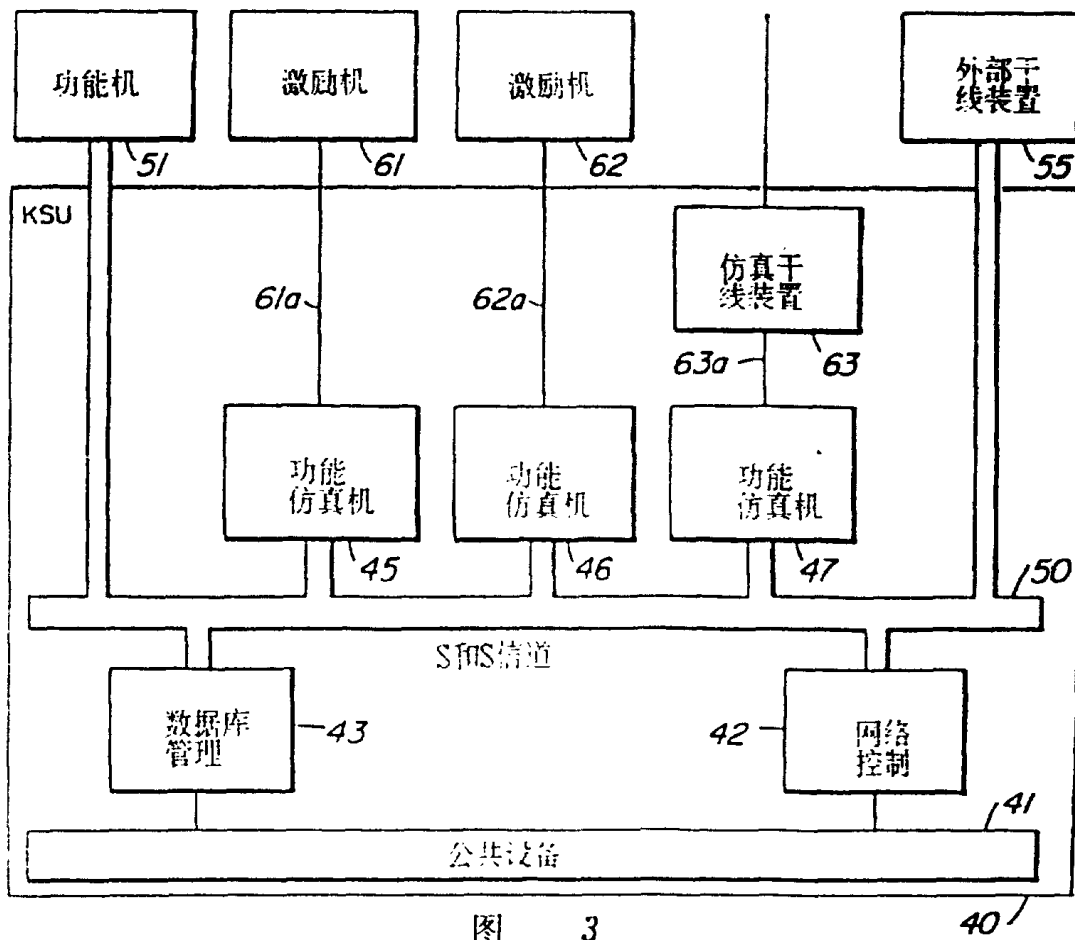 功能机
激励机
激励机
外部干
线装置
51
61
62
55
KSU
仿真干
线装置
61a
62a
63a
63
功能
仿真机
功能
仿真机
功能
仿真机
45
46
47
50
S和S信道
数据库
管理
43
42
网络
控制
41
公共设备
图 3
40